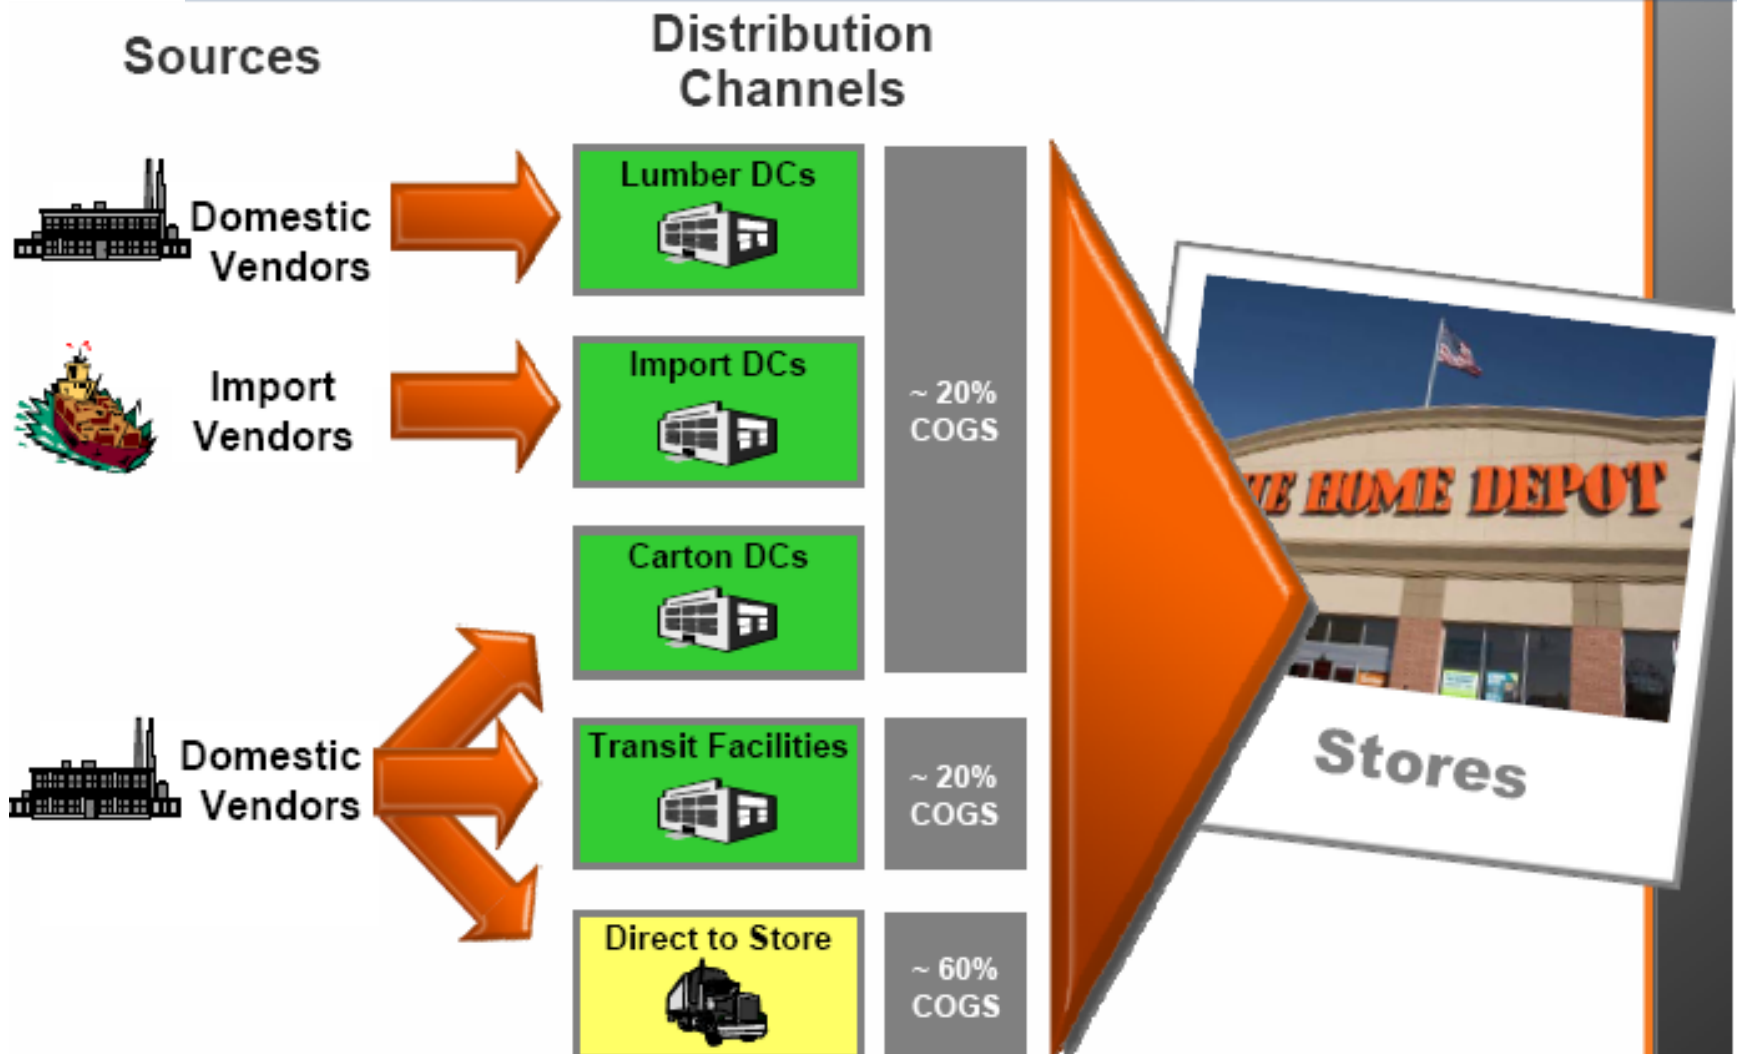 Sources
Distribution
Channels
Domestic
Vendors
Lumber DCs
Import
Vendors
Import DCs
~ 20%
COGS
Carton DCs
Domestic
Vendors
Transit Facilities
~ 20%
COGS
Direct to Store
~ 60%
COGS
HOME DEPOT
Stores